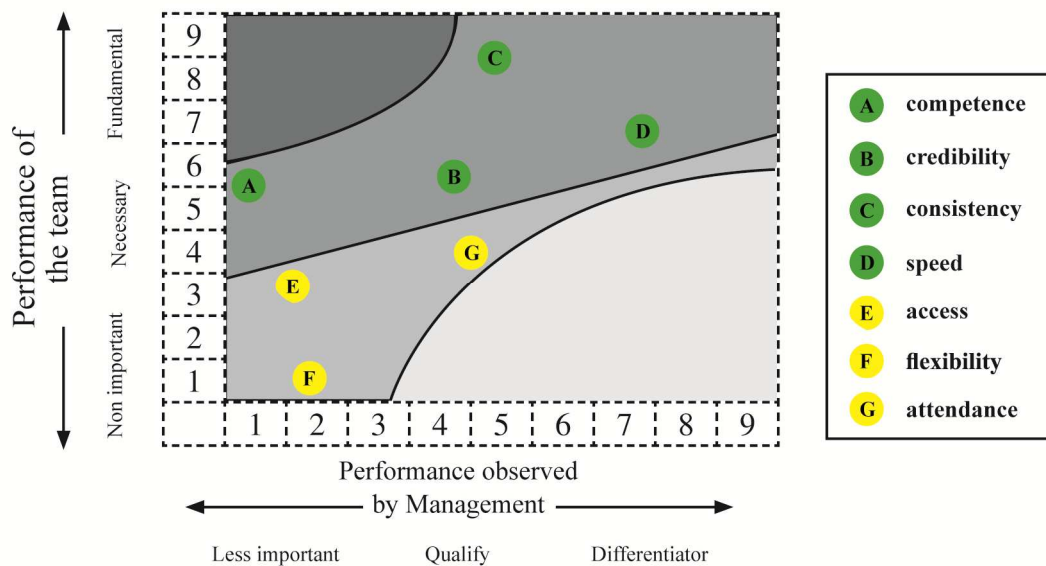 Performance of
the team
Fundamental
Necessary
Non important
9
8
7
6
5
4
3
2
1
C
D
A
B
G
E
F
1 2 3 4 5 6 7 8 9
Performance observed
by Management
Less important Qualify Differentiator
A competence
B credibility
C consistency
D speed
E access
F flexibility
G attendance